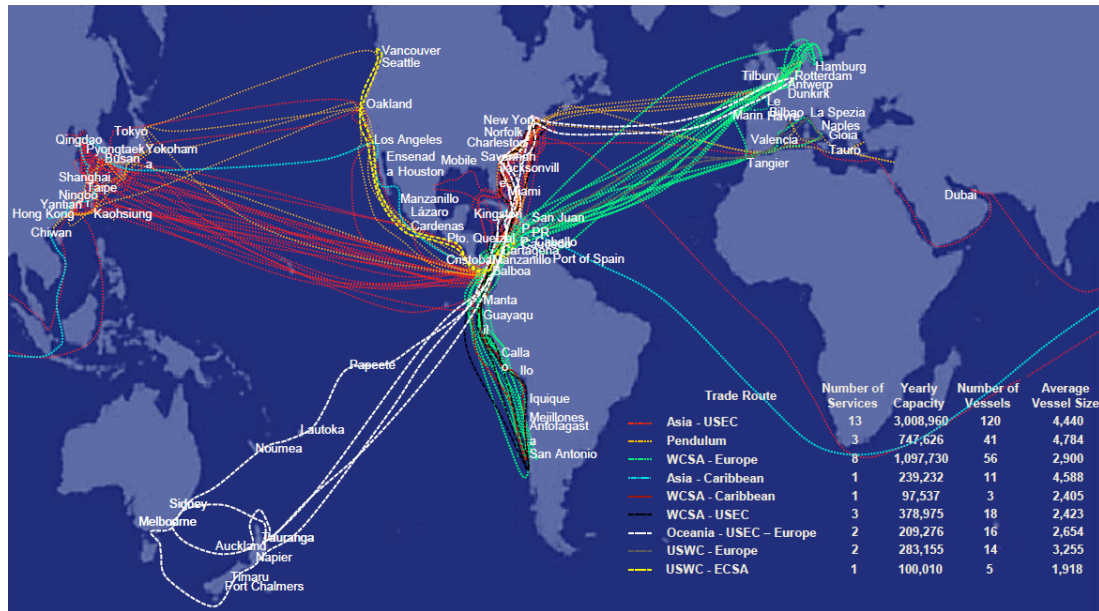 Vancouver
Seattle
Oakland
Los Angeles
Ensenad
a Houston
Mobile
Manzanillo
Lázaro
Cardenas
Pto. Quetzal
New York
Norfolk
Charleston
Savannah
Jacksonvill
e
Miami
Kingston
San Juan
P
PR
P
Caucedo
Cabello
Cartagena
Cristobal
Manzanillo
Port of Spain
Balboa
Manta
Guayaqu
il
Calla
o
Ilo
Iquique
Mejillones
Antofagast
a
San Antonio
Hamburg
Tilbury
Rotterdam
Antwerp
Dunkirk
Le
Havre
Marin
Bilbao
La Spezia
Naples
Gioia
Tauro
Valencia
Tangier
Dubai
Tokyo
Yokoham
a
Qingdao
Pyongtaek
Busan
Shanghai
Taipe
i
Ningbo
Yantian
Hong Kong
Kaohsiung
Chiwan
Papeete
Lautoka
Noumea
Sidney
Melbourne
Auckland
Tauranga
Napier
Timaru
Port Chalmers
Trade Route Number of Services Yearly Capacity Number of Vessels Average Vessel Size
Asia - USEC 13 3,008,960 120 4,440
Pendulum 3 747,626 41 4,784
WCSA - Europe 8 1,097,730 56 2,900
Asia - Caribbean 1 239,232 11 4,588
WCSA - Caribbean 1 97,537 3 2,405
WCSA - USEC 3 378,975 18 2,423
Oceania - USEC – Europe 2 209,276 16 2,654
USWC - Europe 2 283,155 14 3,255
USWC - ECSA 1 100,010 5 1,918